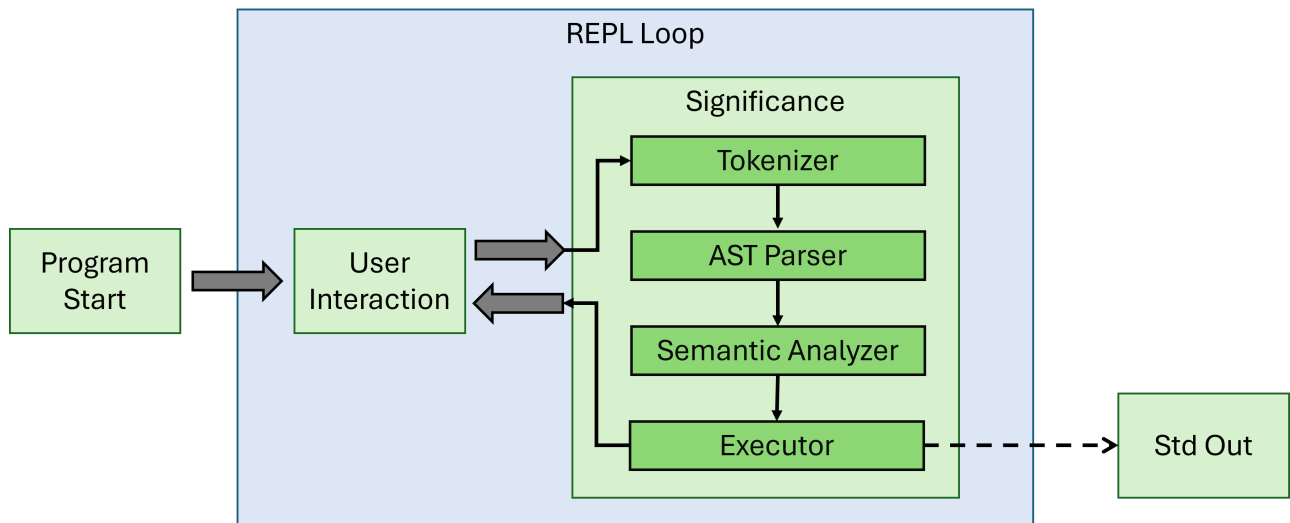 REPL Loop
Significance
Tokenizer
Program
Start
User
Interaction
AST Parser
Semantic Analyzer
Executor
Std Out